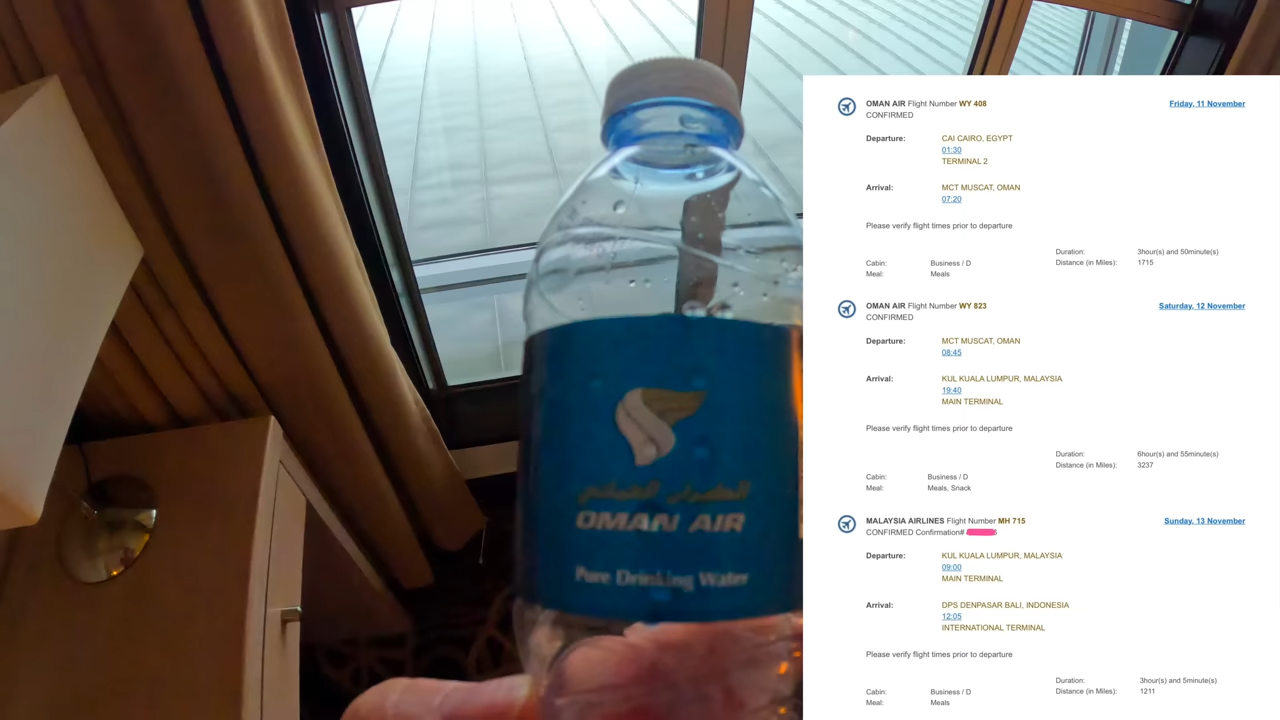 الطيران العماني
OMAN AIR
Pure Drinking Water
OMAN AIR Flight Number WY 408 Friday, 11 November
CONFIRMED
Departure: CAI CAIRO, EGYPT
01:30
TERMINAL 2
Arrival: MCT MUSCAT, OMAN
07:20
Please verify flight times prior to departure
Duration: 3hour(s) and 50minute(s)
Cabin: Business / D Distance (in Miles): 1715
Meal: Meals
OMAN AIR Flight Number WY 823 Saturday, 12 November
CONFIRMED
Departure: MCT MUSCAT, OMAN
08:45
Arrival: KUL KUALA LUMPUR, MALAYSIA
19:40
MAIN TERMINAL
Please verify flight times prior to departure
Duration: 6hour(s) and 55minute(s)
Distance (in Miles): 3237
Cabin: Business / D
Meal: Meals, Snack
MALAYSIA AIRLINES Flight Number MH 715 Sunday, 13 November
CONFIRMED Confirmation#
Departure: KUL KUALA LUMPUR, MALAYSIA
09:00
MAIN TERMINAL
Arrival: DPS DENPASAR BALI, INDONESIA
12:05
INTERNATIONAL TERMINAL
Please verify flight times prior to departure
Duration: 3hour(s) and 5minute(s)
Cabin: Business / D Distance (in Miles): 1211
Meal: Meals